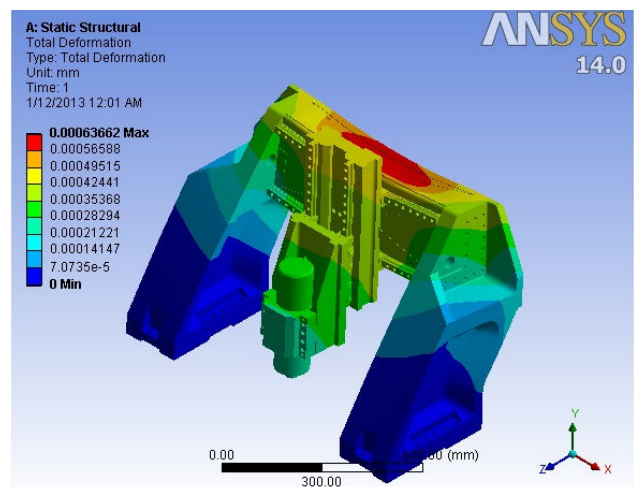 A: Static Structural
Total Deformation
Type: Total Deformation
Unit: mm
Time: 1
1/12/2013 12:01 AM
ANSYS
14.0
0.00063662 Max
0.00056588
0.00049515
0.00042441
0.00035368
0.00028294
0.00021221
0.00014147
7.0735e-5
0 Min
0.00
(mm)
300.00
Y
Z
X